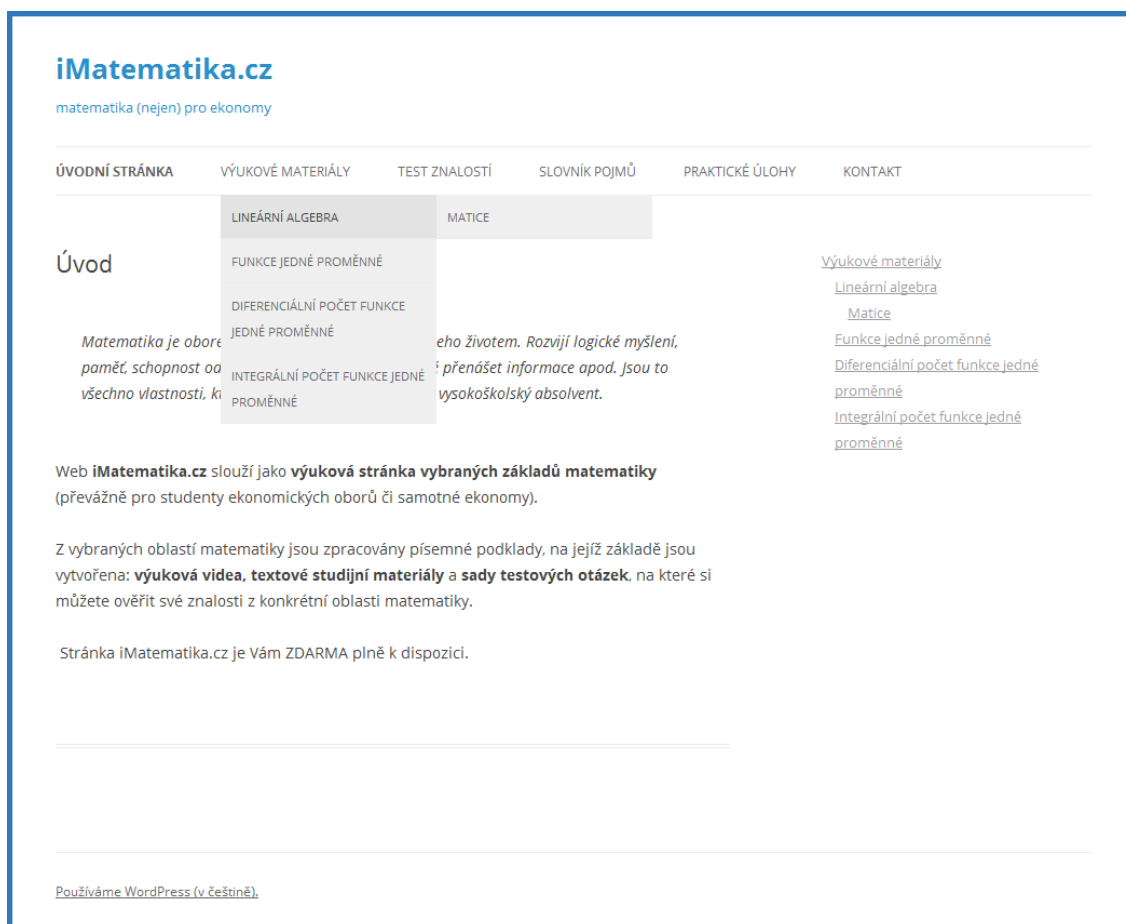 iMatematika.cz
matematika (nejen) pro ekonomy
ÚVODNÍ STRÁNKA VÝUKOVÉ MATERIÁLY TEST ZNALOSTÍ SLOVNÍK POJMŮ PRAKTICKÉ ÚLOHY KONTAKT
LINEÁRNÍ ALGEBRA MATICE
FUNKCE JEDNÉ PROMĚNNÉ
DIFERENCIÁLNÍ POČET FUNKCE
JEDNÉ PROMĚNNÉ
INTEGRÁLNÍ POČET FUNKCE JEDNÉ
PROMĚNNÉ
Úvod
Matematika je životem. Rozvijí logické myšlení,
paměť, schopnost přenášet informace apod. Jsou to
všechno vlastnosti, vysokoškolský absolvent.
Web iMatematika.cz slouží jako výuková stránka vybraných základů matematiky
(převážně pro studenty ekonomických oborů či samotné ekonomy).
Z vybraných oblastí matematiky jsou zpracovány písemné podklady, na jejíž základě jsou
vytvořena: výuková videa, textové studijní materiály a sady testových otázek, na které si
můžete ověřit své znalosti z konkrétní oblasti matematiky.
Stránka iMatematika.cz je Vám ZDARMA plně k dispozici.
Výukové materiály
Lineární algebra
Matice
Funkce jedné proměnné
Diferenciální počet funkce jedné
proměnné
Integrální počet funkce jedné
proměnné
Používáme WordPress (v češtině).